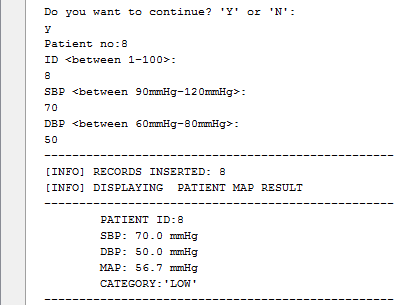 Do you want to continue? 'Y' or 'N':
y
Patient no:8
ID <between 1-100>:
8
SBP <between 90mmHg-120mmHg>:
70
DBP <between 60mmHg-80mmHg>:
50
--------------------------------------------------
[INFO] RECORDS INSERTED: 8
[INFO] DISPLAYING  PATIENT MAP RESULT
--------------------------------------------------
PATIENT ID:8
SBP: 70.0 mmHg
DBP: 50.0 mmHg
MAP: 56.7 mmHg
CATEGORY:'LOW'
--------------------------------------------------